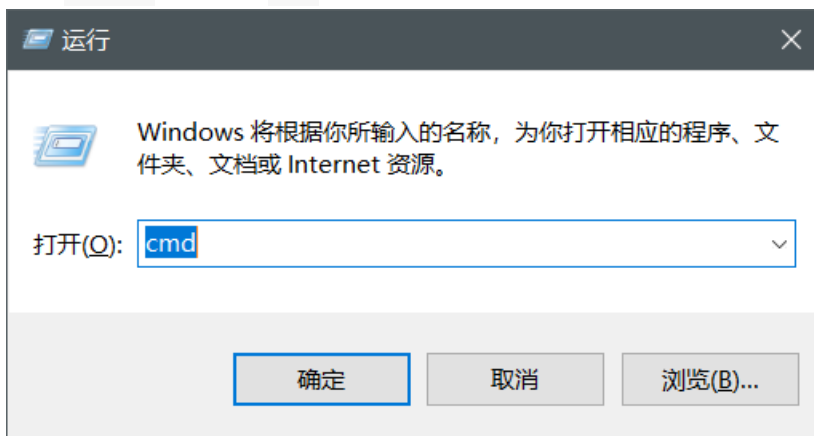 运行
Windows 将根据你所输入的名称，为你打开相应的程序、文
件夹、文档或 Internet 资源。
打开(O): cmd
确定 取消 浏览(B)...